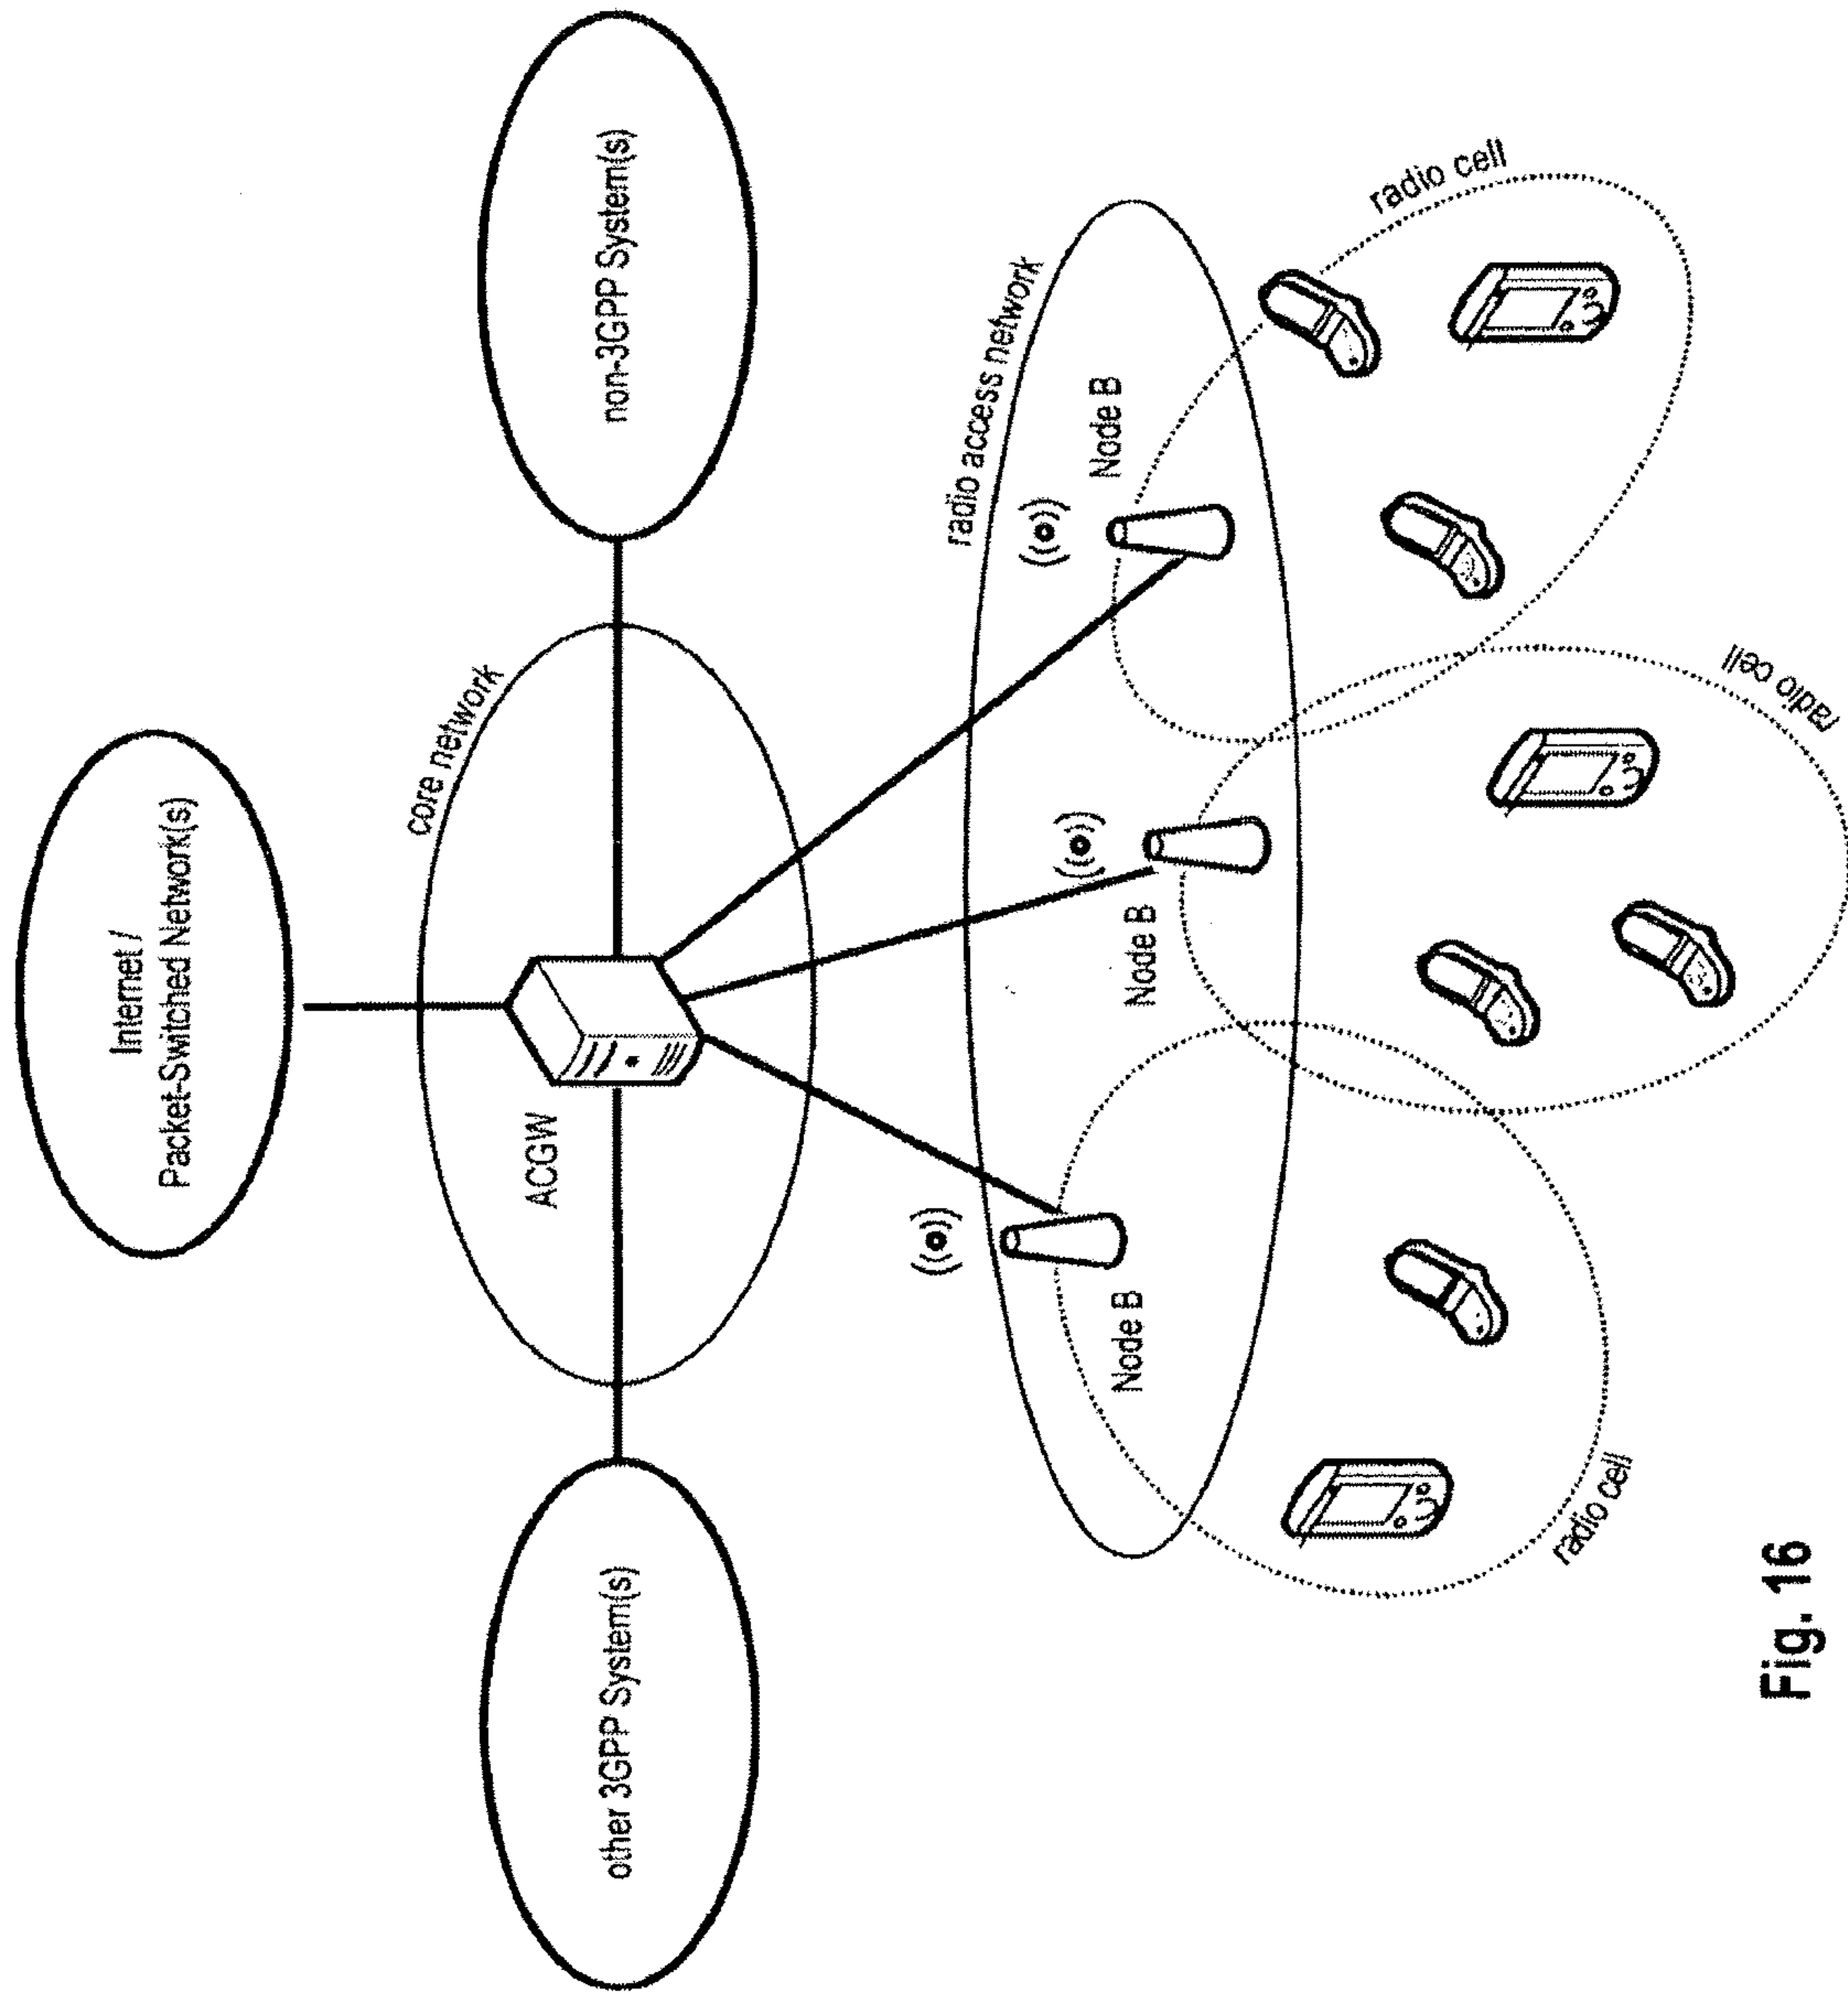 Internet /
Packet-Switched Network(s)
core network
other 3GPP System(s)
ACGW
non-3GPP System(s)
radio access network
Node B
Node B
Node B
radio cell
radio cell
radio cell
Fig. 16